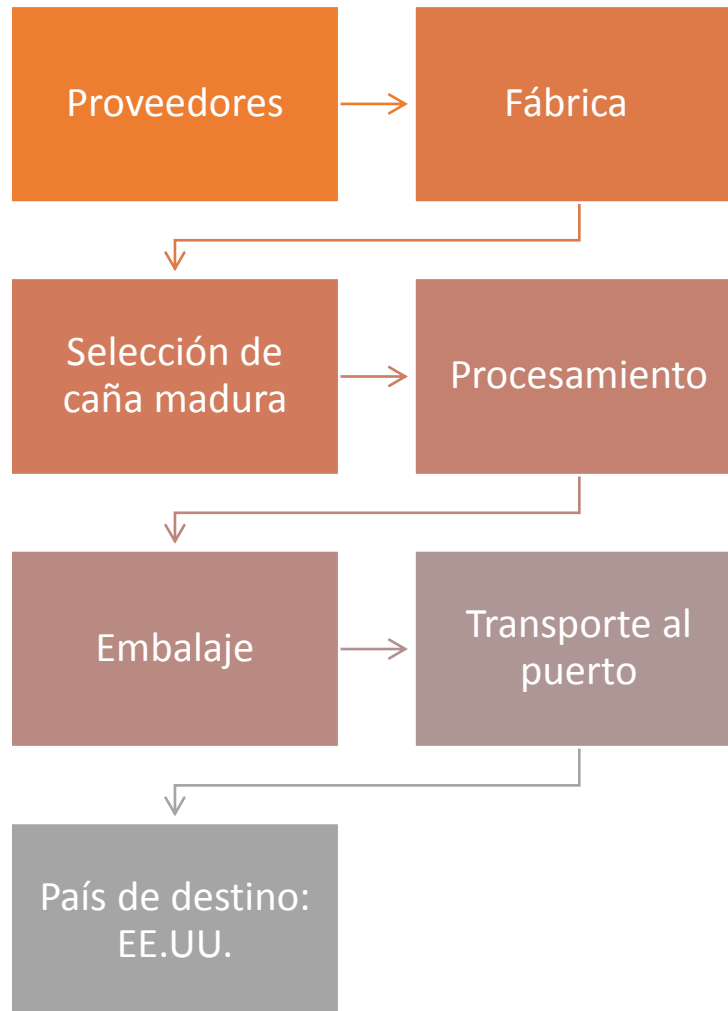 Proveedores
Fábrica
Selección de
caña madura
Procesamiento
Embalaje
Transporte al
puerto
País de destino:
EE.UU.